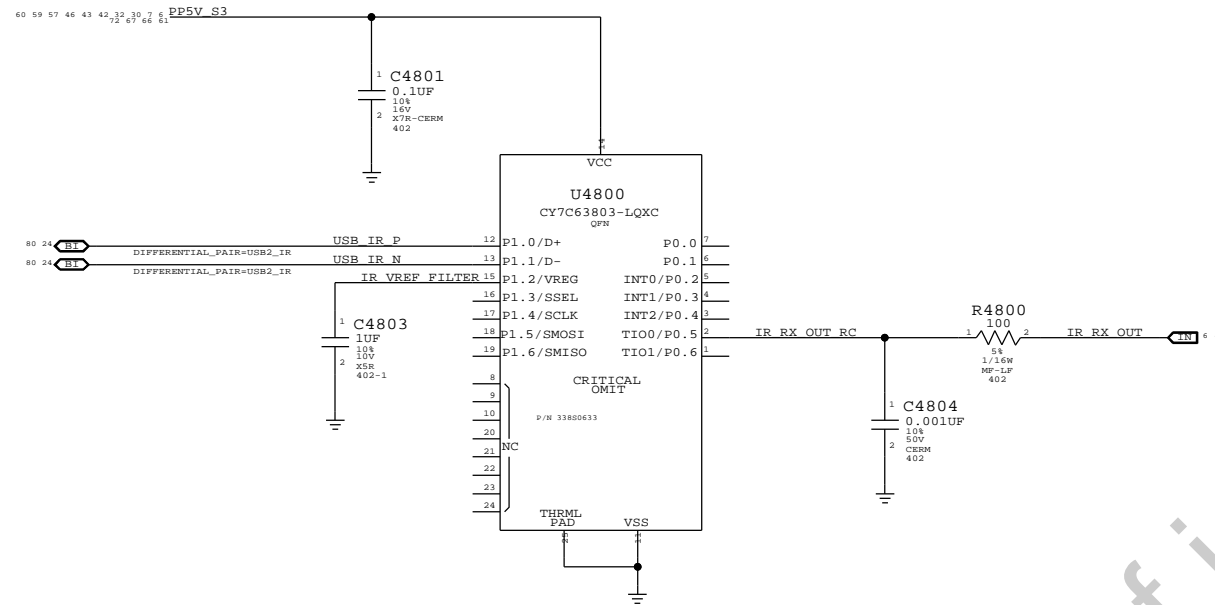 60 59 57 46 43 42 32 30 7 6 PP5V_S3
72 67 66 61
1 C4801
0.1UF
10%
16V
2 X7R-CERM
402
14
VCC
U4800
CY7C63803-LQXC
QFN
80 24 BI USB_IR_P 12 P1.0/D+ P0.0 7
DIFFERENTIAL_PAIR=USB2_IR
80 24 BI USB_IR_N 13 P1.1/D- P0.1 6
DIFFERENTIAL_PAIR=USB2_IR
IR_VREF_FILTER 15 P1.2/VREG INT0/P0.2 5
16 P1.3/SSEL INT1/P0.3 4
17 P1.4/SCLK INT2/P0.4 3
18 P1.5/SMOSI TIO0/P0.5 2 IR_RX_OUT_RC
19 P1.6/SMISO TIO1/P0.6 1
R4800
100
1 2 IR_RX_OUT IN 6
5%
1/16W
MF-LF
402
1 C4803
1UF
10%
10V
2 X5R
402-1
CRITICAL
OMIT
P/N 338S0633
8
9
10
20
NC
21
22
23
24
1 C4804
0.001UF
10%
50V
2 CERM
402
THRML
PAD VSS
25 11
f i